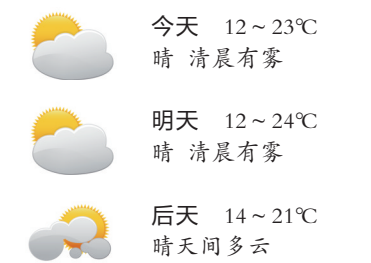 今天 12 ~ 23℃
晴 清晨有雾
明天 12 ~ 24℃
晴 清晨有雾
后天 14 ~ 21℃
晴天间多云